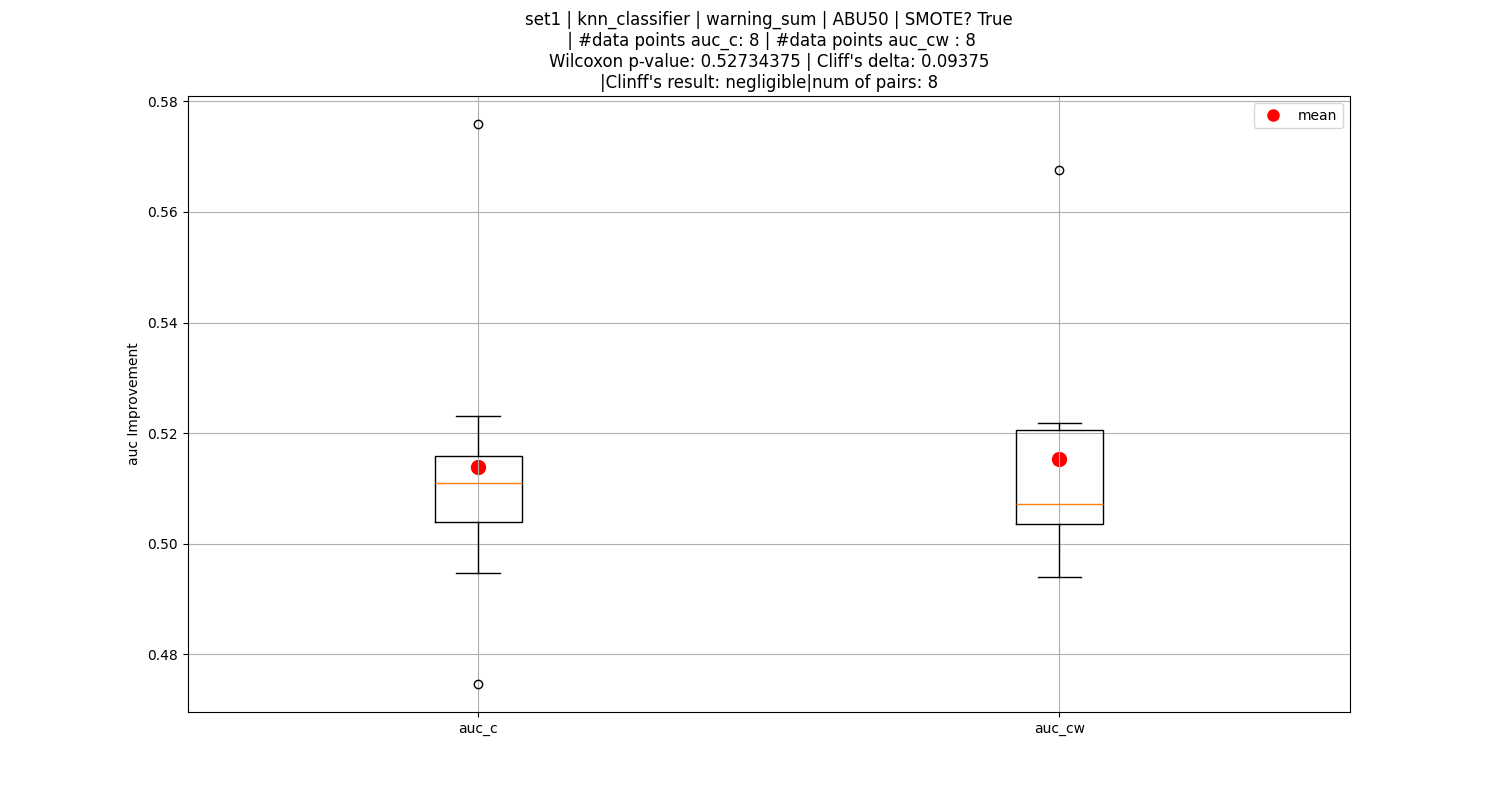 set1 | knn_classifier | warning_sum | ABU50 | SMOTE? True
| #data points auc_c: 8 | #data points auc_cw : 8
Wilcoxon p-value: 0.52734375 | Cliff's delta: 0.09375
|Clinff's result: negligible|num of pairs: 8
mean
0.58
0.56
0.54
0.52
0.50
0.48
auc Improvement
auc_c
auc_cw